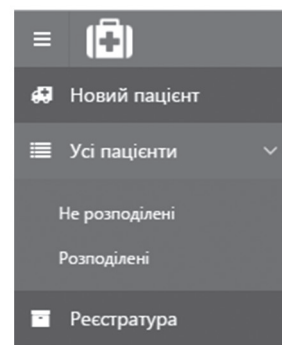 Новий пацієнт
Усі пацієнти
Не розподілені
Розподілені
Реєстратура